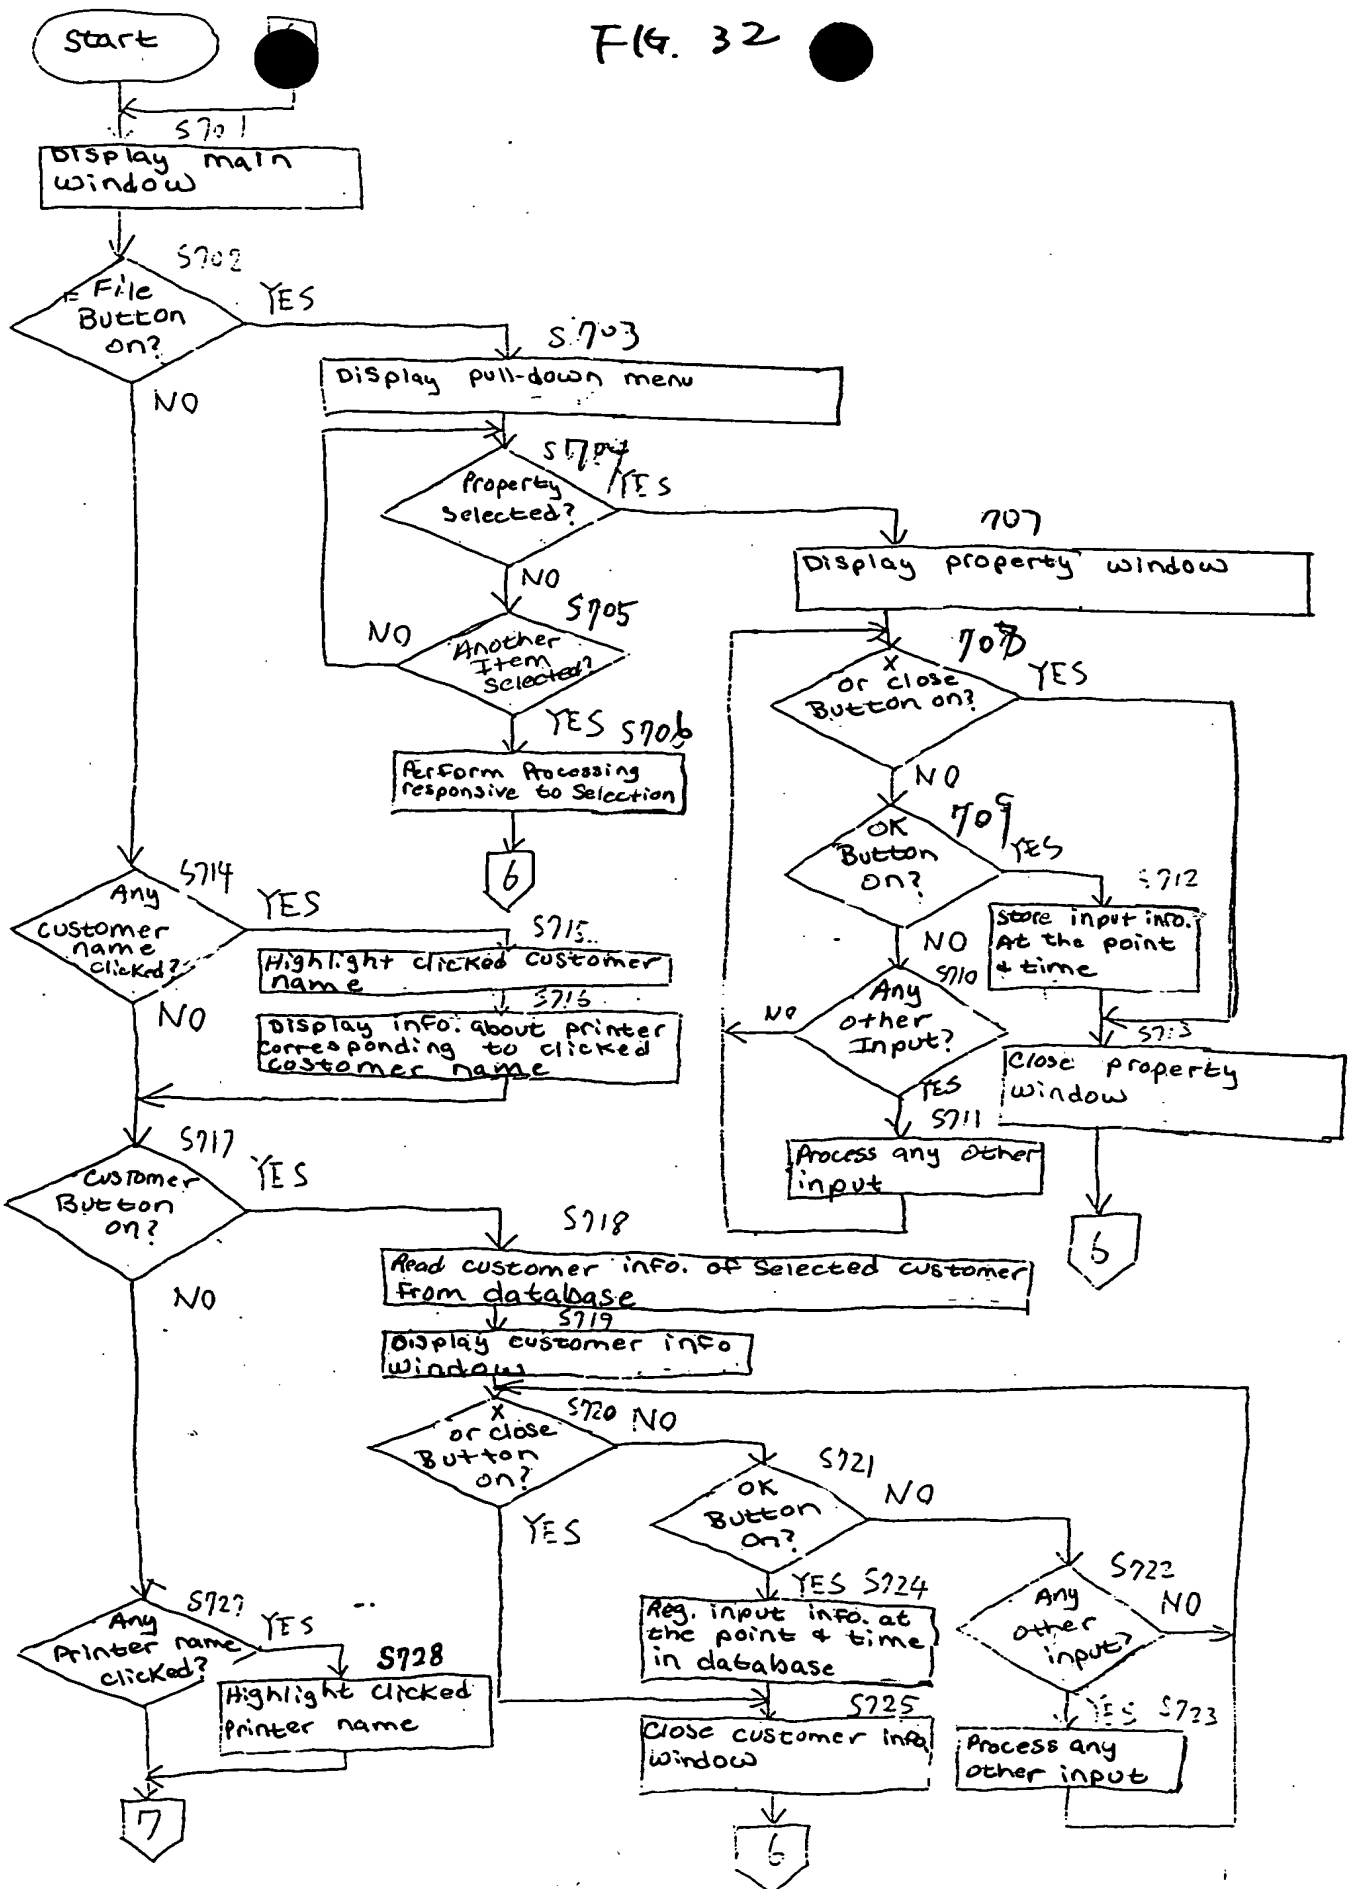 FIG. 32
Start
S701
Display main
window
S702
File
Button
on?
YES
NO
S703
Display pull-down menu
S704
Property
Selected?
YES
NO
S705
Another
Item
Selected?
NO
YES
S706
Perform Processing
responsive to Selection
6
707
Display property window
708
X
or close
Button on?
YES
NO
709
OK
Button
on?
YES
NO
S712
Store input info.
At the point
& time
S710
Any
other
Input?
NO
YES
S711
Process any other
input
S713
Close property
window
6
S714
Any
customer
name
clicked?
YES
NO
S715
Highlight clicked customer
name
S716
Display info. about printer
corresponding to clicked
costomer name
S717
Customer
Button
on?
YES
NO
S718
Read customer info. of Selected customer
from database
S719
Display customer info
window
S720
X
or close
Button
on?
NO
YES
S721
OK
Button
on?
NO
YES
S724
Reg. input info. at
the point & time
in database
S722
Any
other
input?
NO
YES
S723
Process any
other input
S725
Close customer info
window
6
S727
Any
Printer name
clicked?
YES
S728
Highlight clicked
Printer name
7